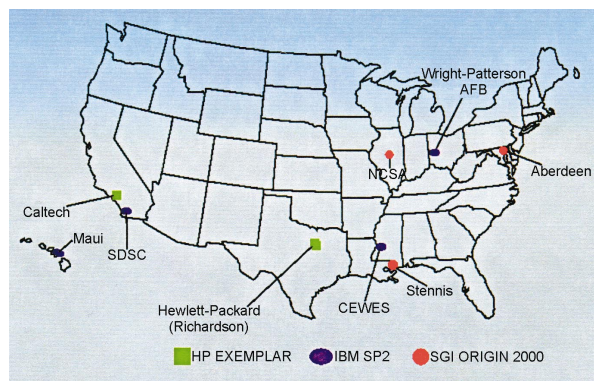 Wright-Patterson
AFB
NCSA
Aberdeen
Caltech
Maui
SDSC
Stennis
Hewlett-Packard
(Richardson)
CEWES
HP EXEMPLAR
IBM SP2
SGI ORIGIN 2000